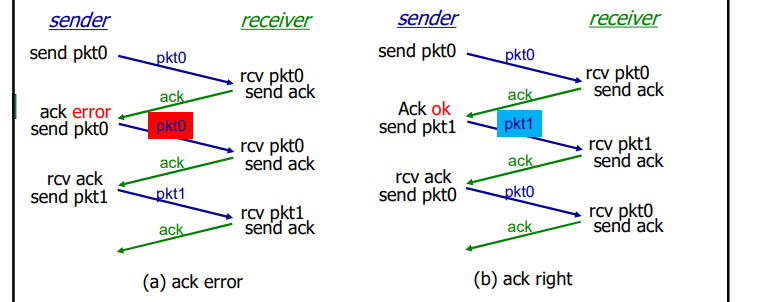 sender receiver
send pkt0
pkt0
rcv pkt0
send ack
ack
ack error
send pkt0
pkt0
rcv pkt0
send ack
ack
rcv ack
send pkt1
pkt1
rcv pkt1
send ack
ack
(a) ack error
sender receiver
send pkt0
pkt0
rcv pkt0
send ack
ack
Ack ok
send pkt1
pkt1
rcv pkt1
send ack
ack
rcv ack
send pkt0
pkt0
rcv pkt0
send ack
ack
(b) ack right